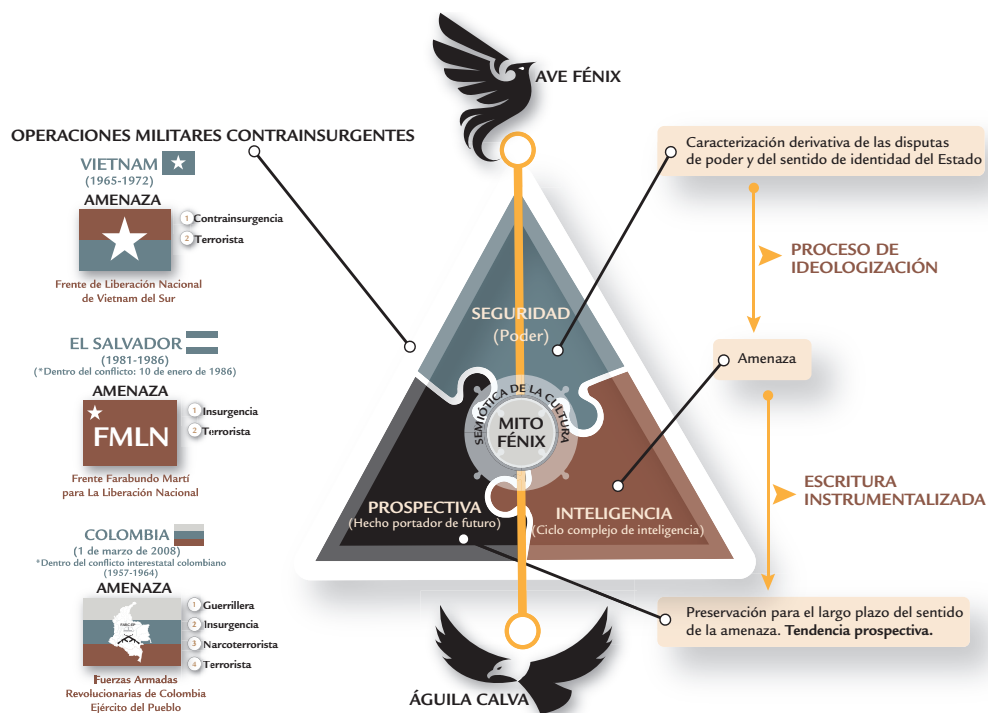 AVE FÉNIX
OPERACIONES MILITARES CONTRAINSURGENTES
VIETNAM
(1965-1972)
AMENAZA
1 Contrainsurgencia
2 Terrorista
Frente de Liberación Nacional
de Vietnam del Sur
EL SALVADOR
(1981-1986)
(*Dentro del conflicto: 10 de enero de 1986)
AMENAZA
FMLN
1 Insurgencia
2 Terrorista
Frente Farabundo Martí
para La Liberación Nacional
COLOMBIA
(1 de marzo de 2008)
*Dentro del conflicto interestatal colombiano
(1957-1964)
AMENAZA
1 Guerrillera
2 Insurgencia
3 Narcoterrorista
4 Terrorista
Fuerzas Armadas
Revolucionarias de Colombia
Ejército del Pueblo
SEGURIDAD
(Poder)
SEMIÓTICA DE LA CULTURA
MITO
FÉNIX
PROSPECTIVA
(Hecho portador de futuro)
INTELIGENCIA
(Ciclo complejo de inteligencia)
ÁGUILA CALVA
Caracterización derivativa de las disputas
de poder y del sentido de identidad del Estado
PROCESO DE
IDEOLOGIZACIÓN
Amenaza
ESCRITURA
INSTRUMENTALIZADA
Preservación para el largo plazo del sentido
de la amenaza. Tendencia prospectiva.